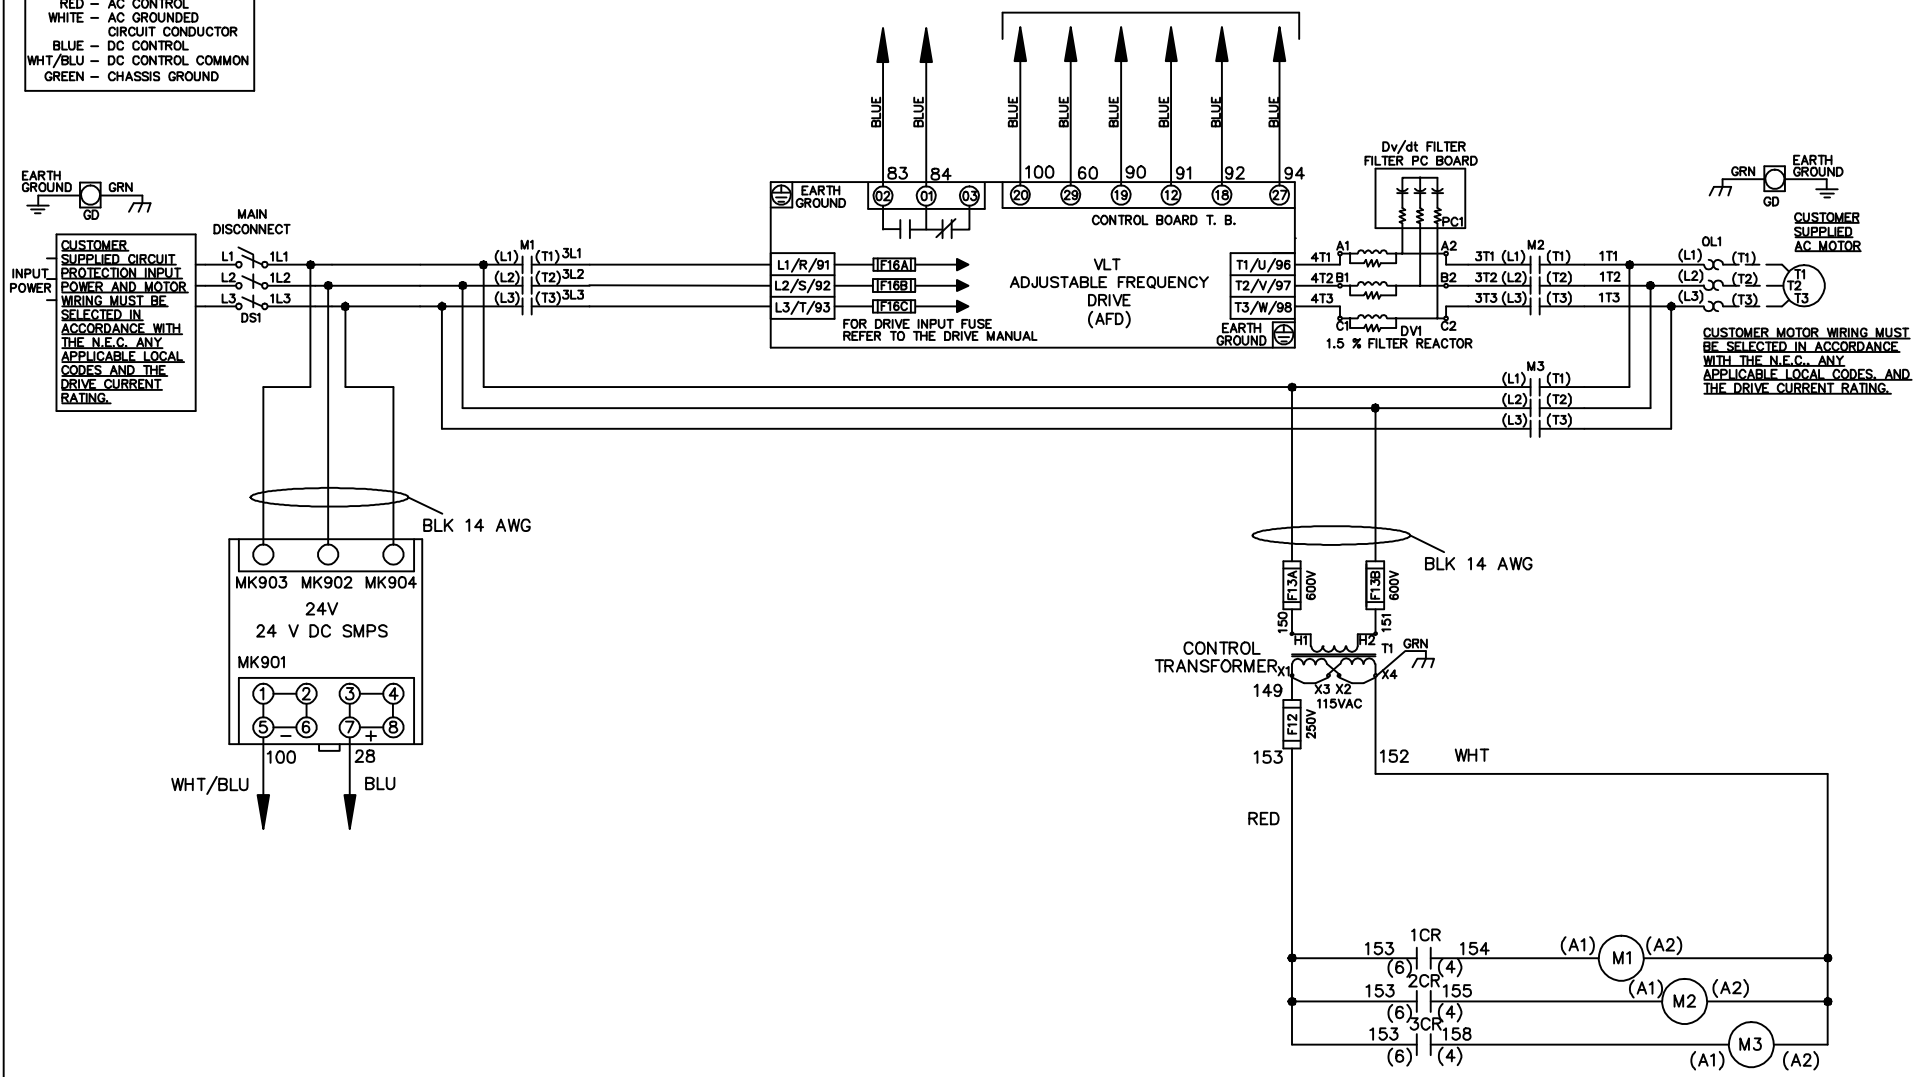 RED – AC CONTROL
WHITE – AC GROUNDED
CIRCUIT CONDUCTOR
BLUE – DC CONTROL
WHT/BLU – DC CONTROL COMMON
GREEN – CHASSIS GROUND
BLUE
BLUE
BLUE
BLUE
BLUE
BLUE
BLUE
BLUE
EARTH
GROUND
GRN
GD
MAIN
DISCONNECT
INPUT
POWER
CUSTOMER
SUPPLIED CIRCUIT
PROTECTION INPUT
POWER AND MOTOR
WIRING MUST BE
SELECTED IN
ACCORDANCE WITH
THE N.E.C. ANY
APPLICABLE LOCAL
CODES AND THE
DRIVE CURRENT
RATING.
L1 1L1
L2 1L2
L3 1L3
DS1
M1
(L1) (T1) 3L1
(L2) (T2) 3L2
(L3) (T3) 3L3
83 84
EARTH
GROUND
02 01 03
100 60 90 91 92 94
20 29 19 12 18 27
CONTROL BOARD T. B.
L1/R/91
L2/S/92
L3/T/93
F16A
F16B
F16C
FOR DRIVE INPUT FUSE
REFER TO THE DRIVE MANUAL
VLT
ADJUSTABLE FREQUENCY
DRIVE
(AFD)
T1/U/96
T2/V/97
T3/W/98
EARTH
GROUND
Dv/dt FILTER
FILTER PC BOARD
PC1
4T1 A1 A2
4T2 B1 B2
4T3 C1 C2
DV1
1.5 % FILTER REACTOR
M2
3T1 (L1) (T1) 1T1
3T2 (L2) (T2) 1T2
3T3 (L3) (T3) 1T3
OL1
(L1) (T1)
(L2) (T2)
(L3) (T3)
T1
T2
T3
GRN
GD
EARTH
GROUND
CUSTOMER
SUPPLIED
AC MOTOR
CUSTOMER MOTOR WIRING MUST
BE SELECTED IN ACCORDANCE
WITH THE N.E.C., ANY
APPLICABLE LOCAL CODES, AND
THE DRIVE CURRENT RATING.
M3
(L1) (T1)
(L2) (T2)
(L3) (T3)
BLK 14 AWG
MK903 MK902 MK904
24V
24 V DC SMPS
MK901
1 2 3 4
5 – 6 7 + 8
100 28
WHT/BLU BLU
BLK 14 AWG
F13A 600V
F13B 600V
150 151
H1 H2 T1
GRN
CONTROL
TRANSFORMER
X1 X3 X2 X4
115VAC
149
F12 250V
153 152 WHT
RED
1CR
153 154 (A1) M1 (A2)
(6) (4)
2CR
153 155 (A1) M2 (A2)
(6) (4)
3CR
153 158 M3
(6) (4) (A1) (A2)